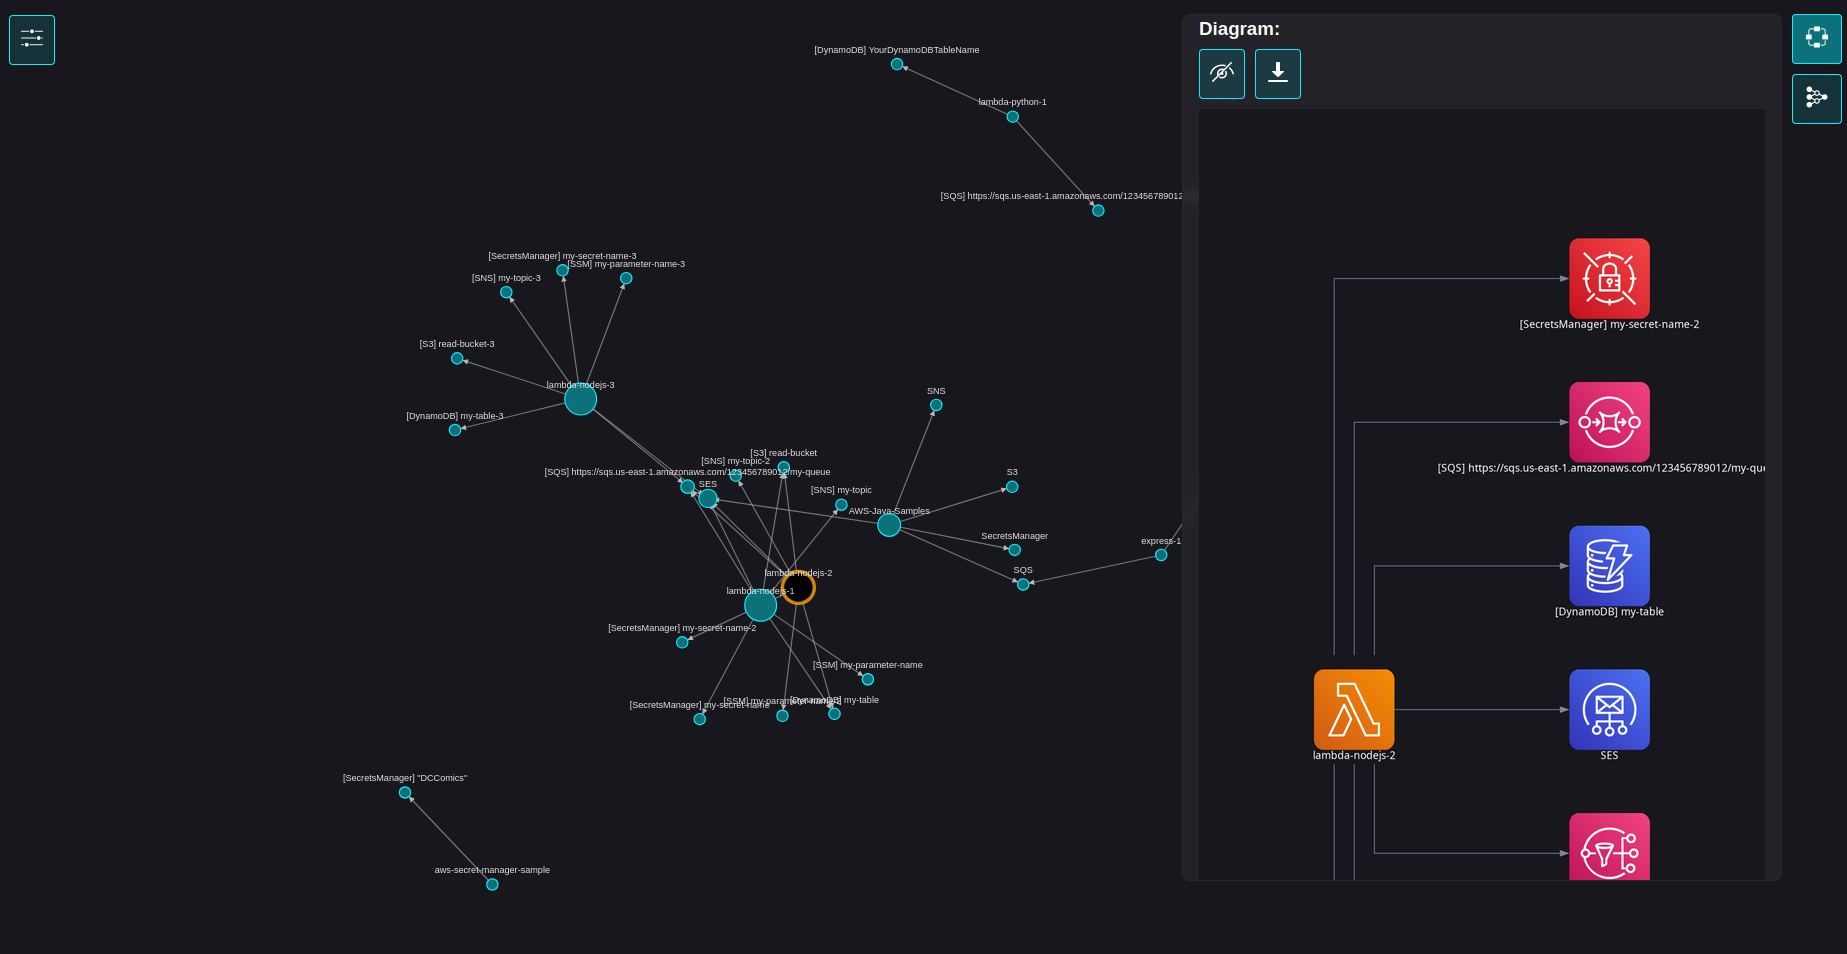 Diagram:
[DynamoDB] YourDynamoDBTableName
lambda-python-1
[SQS] https://sqs.us-east-1.amazonaws.com/123456789012
[SecretsManager] my-secret-name-3
[SSM] my-parameter-name-3
[SNS] my-topic-3
[S3] read-bucket-3
lambda-nodejs-3
[DynamoDB] my-table-3
SNS
[S3] read-bucket
[SNS] my-topic-2
[SQS] https://sqs.us-east-1.amazonaws.com/123456789012/my-queue
SES
[SNS] my-topic
S3
AWS-Java-Samples
SecretsManager
express-1
SQS
lambda-nodejs-2
lambda-nodejs-1
[SecretsManager] my-secret-name-2
[SSM] my-parameter-name
[SecretsManager] my-secret-name
[SSM] my-parameter-name-2
[DynamoDB] my-table
[SecretsManager] "DCComics"
aws-secret-manager-sample
[SecretsManager] my-secret-name-2
[SQS] https://sqs.us-east-1.amazonaws.com/123456789012/my-que
[DynamoDB] my-table
lambda-nodejs-2
SES